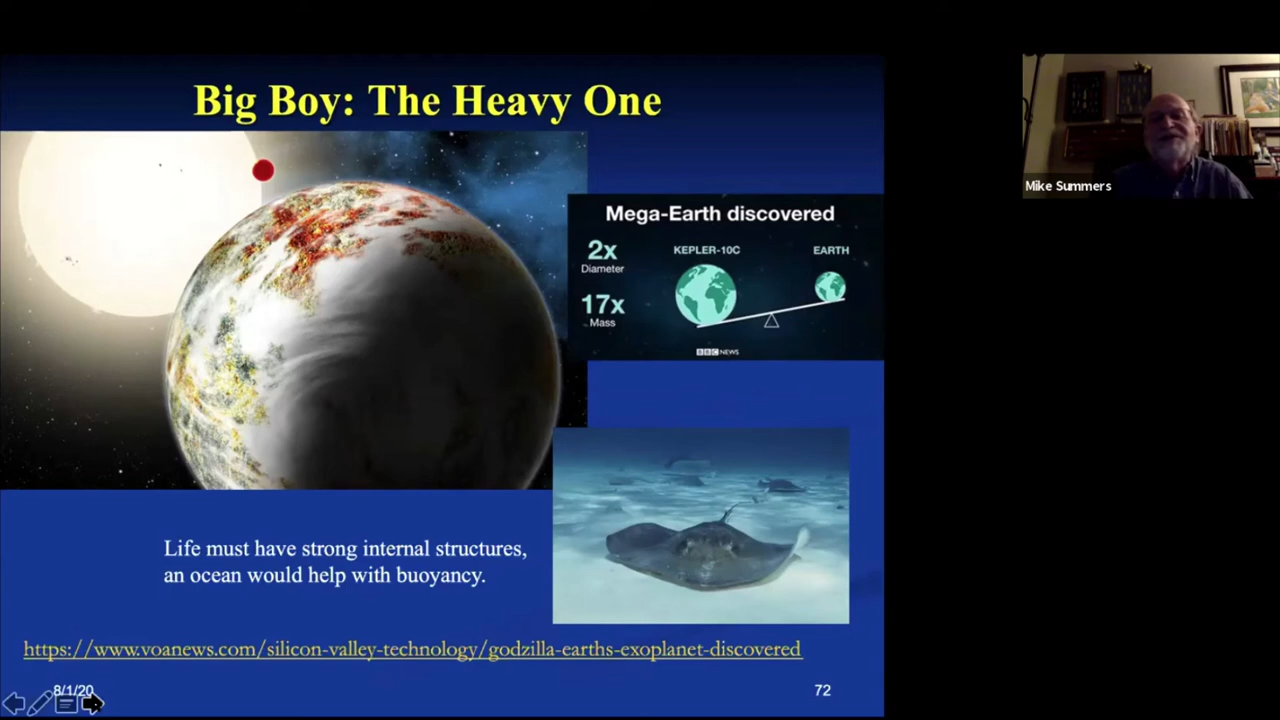 Big Boy: The Heavy One
Mega-Earth discovered
2x
Diameter
17x
Mass
KEPLER-10C
EARTH
BBC NEWS
Mike Summers
Life must have strong internal structures,
an ocean would help with buoyancy.
https://www.voanews.com/silicon-valley-technology/godzilla-earths-exoplanet-discovered
8/1/20
72